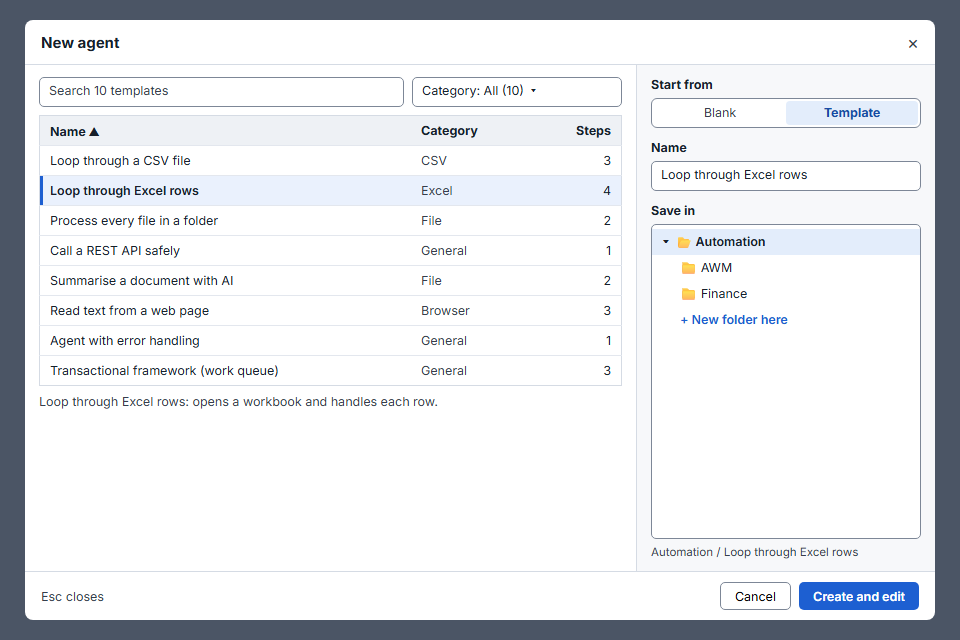 New agent ×
Search 10 templates
Category: All (10)
Name ▲ Category Steps
Loop through a CSV file CSV 3
Loop through Excel rows Excel 4
Process every file in a folder File 2
Call a REST API safely General 1
Summarise a document with AI File 2
Read text from a web page Browser 3
Agent with error handling General 1
Transactional framework (work queue) General 3
Loop through Excel rows: opens a workbook and handles each row.
Start from
Blank Template
Name
Loop through Excel rows
Save in
Automation
AWM
Finance
+ New folder here
Automation / Loop through Excel rows
Esc closes
Cancel Create and edit